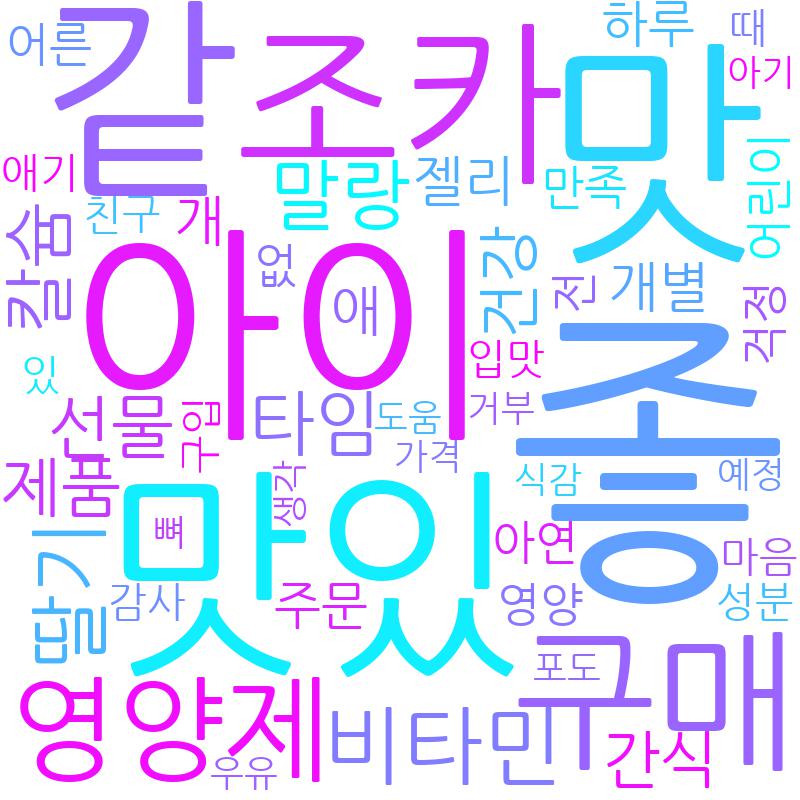 어른
같
조카
하루
때
맛
아기
애기
말랑
젤리
만족
어린이
친구
개
칼슘
아이
없
애
건강
전
개별
걱정
입맛
좋
있
선물
구입
타임
도움
거부
제품
생각
가격
식감
예정
맛있
뼈
딸기
아연
마음
감사
주문
영양
성분
영양제
우유
비타민
포도
구매
간식